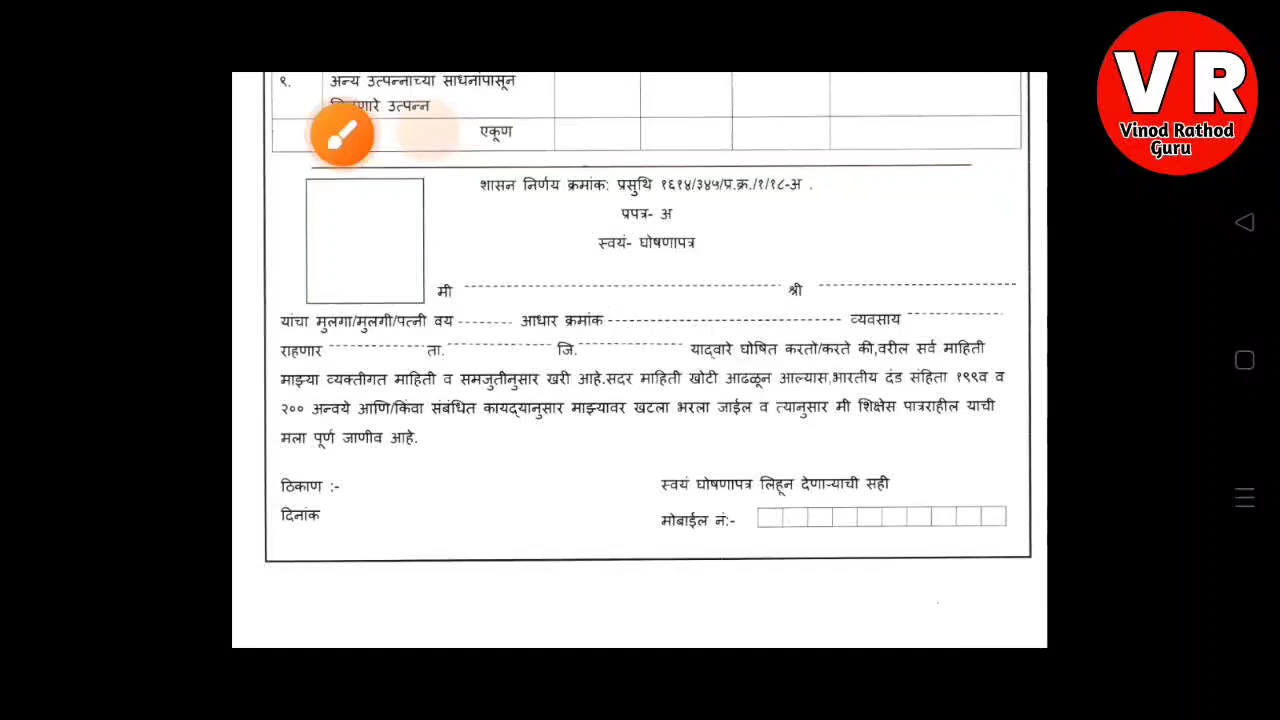 ९. अन्य उत्पन्नाच्या साधनांपासून
उत्पन्न
एकूण
शासन निर्णय क्रमांक: प्रसुथि १६१४/३४५/प्र.क्र./१/१८-अ .
प्रपत्र- अ
स्वयं- घोषणापत्र
मी श्री
यांचा मुलगा/मुलगी/पत्नी वय आधार क्रमांक व्यवसाय
राहणार ता. जि. याद्वारे घोषित करतो/करते की,वरील सर्व माहिती
माझ्या व्यक्तीगत माहिती व समजुतीनुसार खरी आहे.सदर माहिती खोटी आढळून आल्यास,भारतीय दंड संहिता १९९व व
२०० अन्वये आणि/किंवा संबंधित कायद्यानुसार माझ्यावर खटला भरला जाईल व त्यानुसार मी शिक्षेस पात्रराहील याची
मला पूर्ण जाणीव आहे.
ठिकाण :- स्वयं घोषणापत्र लिहून देणाऱ्याची सही
दिनांक
मोबाईल नं:-
VR
Vinod Rathod
Guru